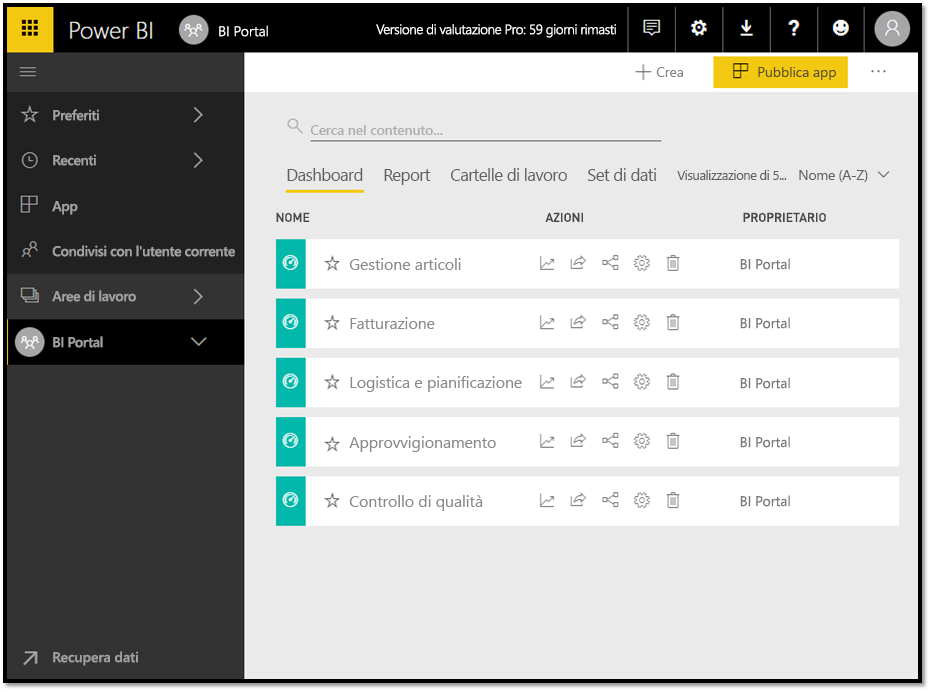 Power BI BI Portal Versione di valutazione Pro: 59 giorni rimasti ?
Crea Pubblica app ...
Preferiti
Recenti
App
Condivisi con l'utente corrente
Aree di lavoro
BI Portal
Recupera dati
Cerca nel contenuto...
Dashboard Report Cartelle di lavoro Set di dati Visualizzazione di 5... Nome (A-Z)
NOME AZIONI PROPRIETARIO
Gestione articoli BI Portal
Fatturazione BI Portal
Logistica e pianificazione BI Portal
Approvvigionamento BI Portal
Controllo di qualità BI Portal